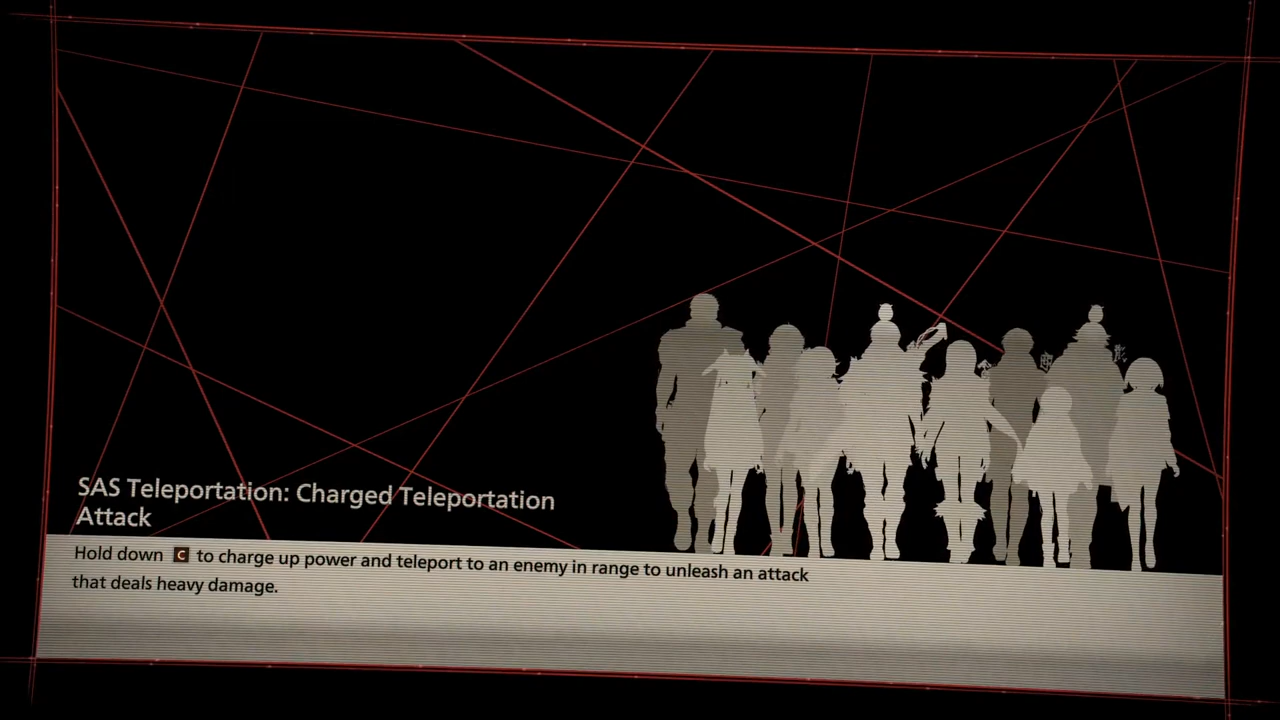 SAS Teleportation: Charged Teleportation
Attack
Hold down C to charge up power and teleport to an enemy in range to unleash an attack
that deals heavy damage.